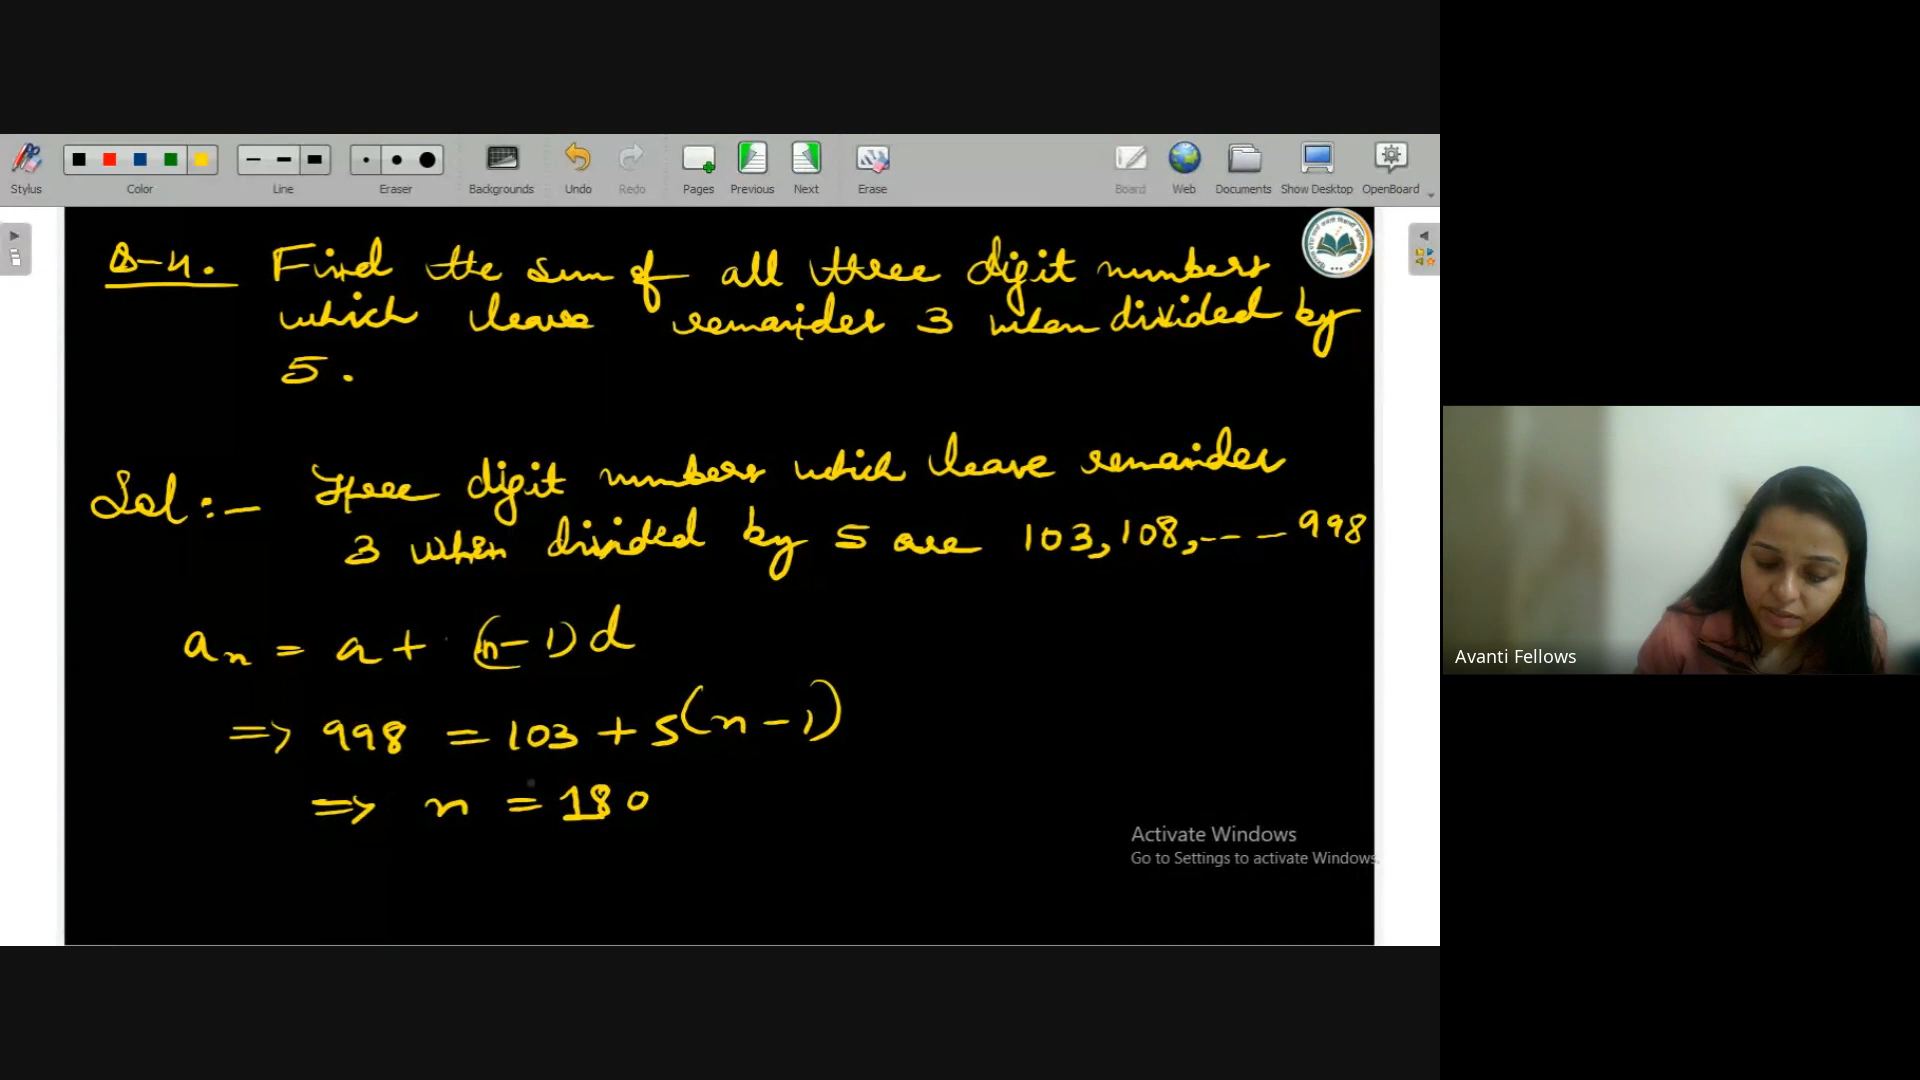 Stylus Color Line Eraser Backgrounds Undo Redo Pages Previous Next Erase Board Web Documents Show Desktop OpenBoard
Q-4. Find the sum of all three digit numbers
which leave remainder 3 when divided by
5.
Sol:- Three digit numbers which leave remainder
3 when divided by 5 are 103, 108, --- 998
an = a + (n-1)d
=> 998 = 103 + 5(n-1)
=> n = 180
Activate Windows
Go to Settings to activate Windows.
Avanti Fellows